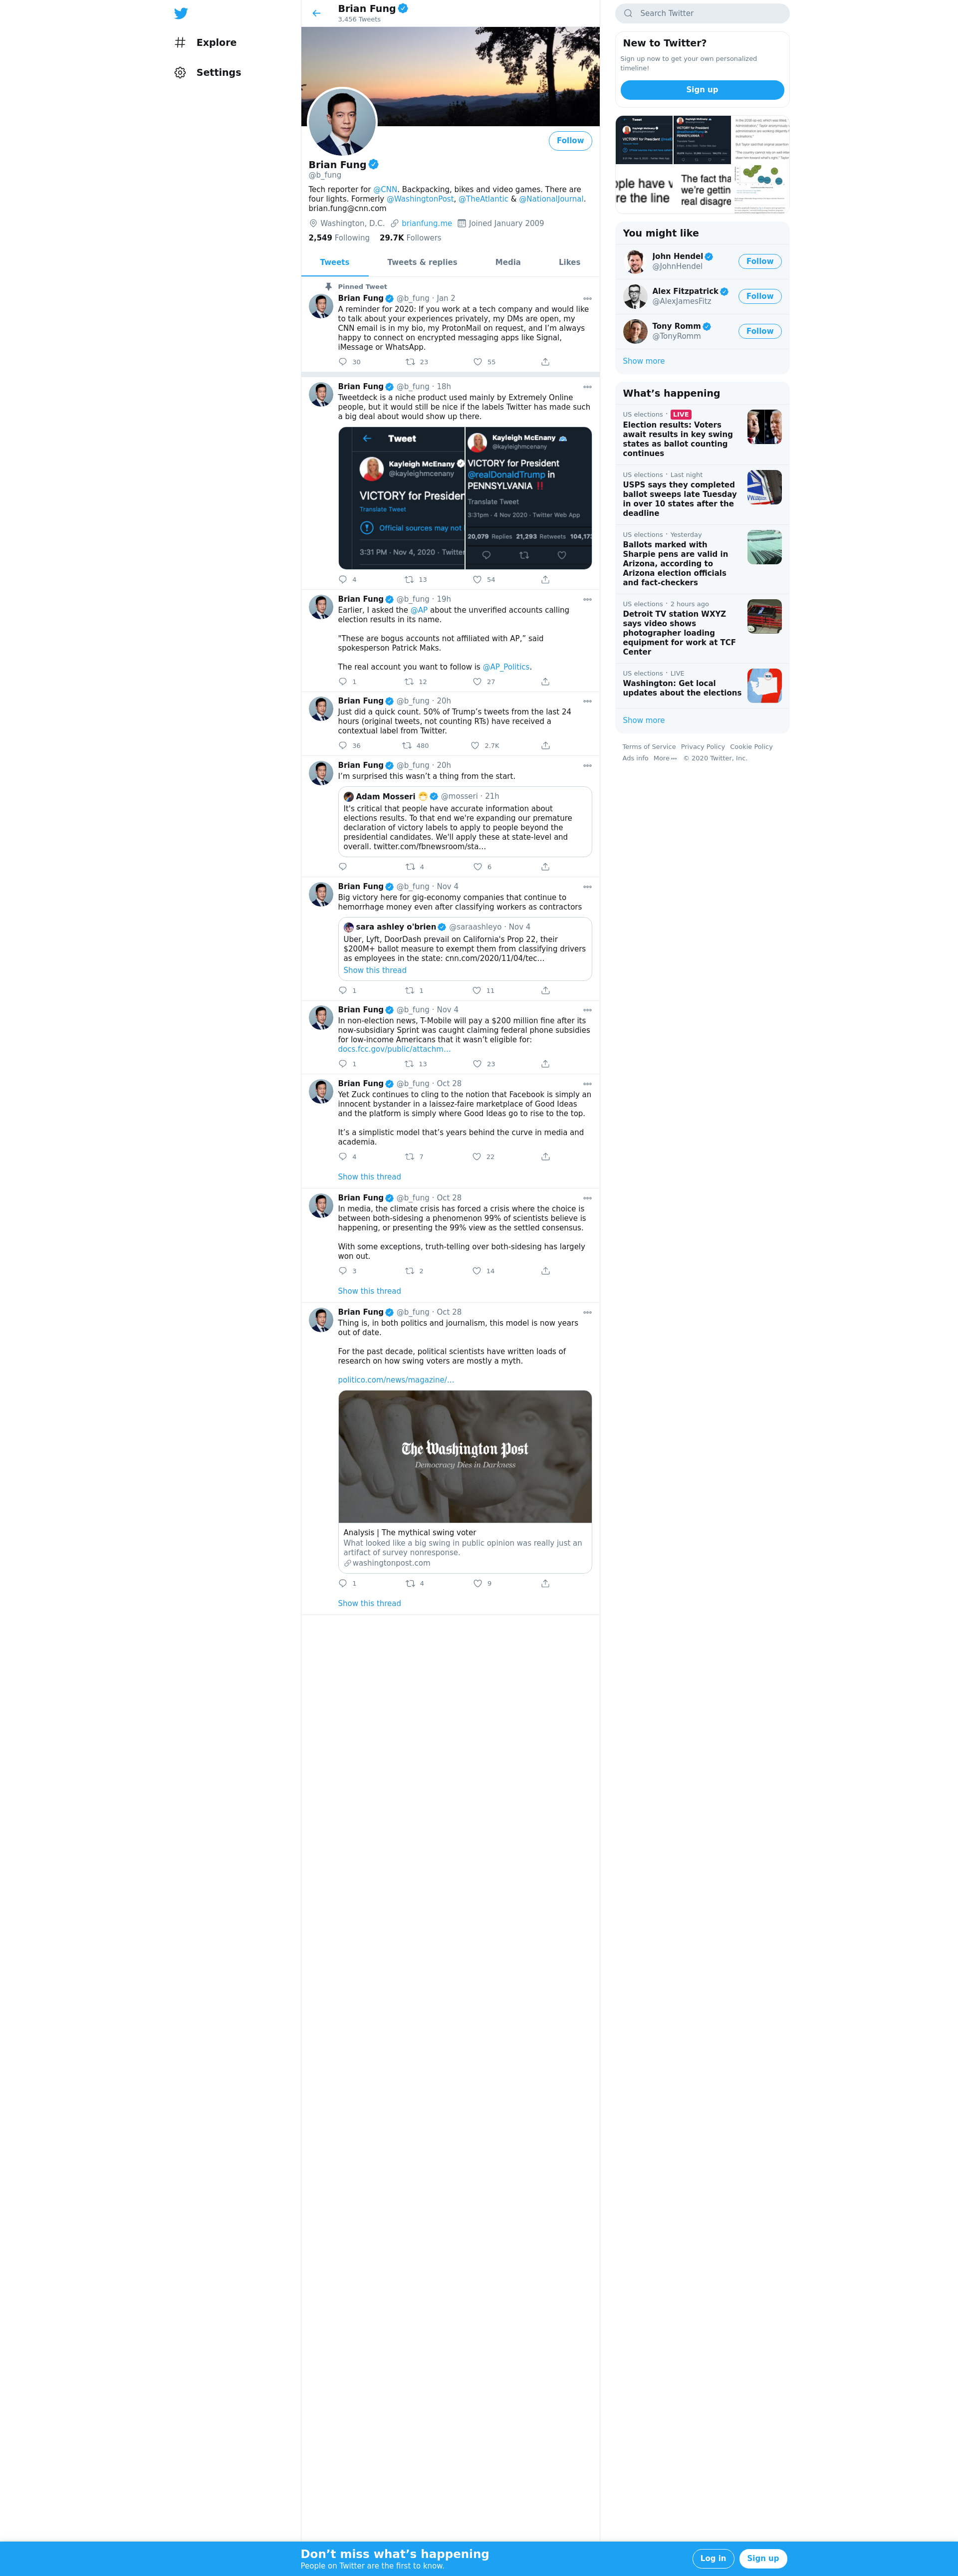 Explore
Settings
Brian Fung
3,456 Tweets
Follow
Brian Fung
@b_fung
Tech reporter for @CNN. Backpacking, bikes and video games. There are
four lights. Formerly @WashingtonPost, @TheAtlantic & @NationalJournal.
brian.fung@cnn.com
Washington, D.C. brianfung.me Joined January 2009
2,549 Following 29.7K Followers
Tweets Tweets & replies Media Likes
Pinned Tweet
Brian Fung @b_fung · Jan 2
A reminder for 2020: If you work at a tech company and would like
to talk about your experiences privately, my DMs are open, my
CNN email is in my bio, my ProtonMail on request, and I’m always
happy to connect on encrypted messaging apps like Signal,
iMessage or WhatsApp.
30 23 55
Brian Fung @b_fung · 18h
Tweetdeck is a niche product used mainly by Extremely Online
people, but it would still be nice if the labels Twitter has made such
a big deal about would show up there.
Tweet
Kayleigh McEnany
@kayleighmcenany
VICTORY for Presiden
Translate Tweet
Official sources may not
3:31 PM · Nov 4, 2020 · Twitter
Kayleigh McEnany
@kayleighmcenany
VICTORY for President
@realDonaldTrump in
PENNSYLVANIA ‼️
Translate Tweet
3:31pm · 4 Nov 2020 · Twitter Web App
20,079 Replies 21,293 Retweets 104,173
4 13 54
Brian Fung @b_fung · 19h
Earlier, I asked the @AP about the unverified accounts calling
election results in its name.
“These are bogus accounts not affiliated with AP,” said
spokesperson Patrick Maks.
The real account you want to follow is @AP_Politics.
1 12 27
Brian Fung @b_fung · 20h
Just did a quick count. 50% of Trump’s tweets from the last 24
hours (original tweets, not counting RTs) have received a
contextual label from Twitter.
36 480 2.7K
Brian Fung @b_fung · 20h
I’m surprised this wasn’t a thing from the start.
Adam Mosseri 😷 @mosseri · 21h
It's critical that people have accurate information about
elections results. To that end we're expanding our premature
declaration of victory labels to apply to people beyond the
presidential candidates. We'll apply these at state-level and
overall. twitter.com/fbnewsroom/sta…
4 6
Brian Fung @b_fung · Nov 4
Big victory here for gig-economy companies that continue to
hemorrhage money even after classifying workers as contractors
sara ashley o'brien @saraashleyo · Nov 4
Uber, Lyft, DoorDash prevail on California's Prop 22, their
$200M+ ballot measure to exempt them from classifying drivers
as employees in the state: cnn.com/2020/11/04/tec…
Show this thread
1 1 11
Brian Fung @b_fung · Nov 4
In non-election news, T-Mobile will pay a $200 million fine after its
now-subsidiary Sprint was caught claiming federal phone subsidies
for low-income Americans that it wasn’t eligible for:
docs.fcc.gov/public/attachm…
1 13 23
Brian Fung @b_fung · Oct 28
Yet Zuck continues to cling to the notion that Facebook is simply an
innocent bystander in a laissez-faire marketplace of Good Ideas
and the platform is simply where Good Ideas go to rise to the top.
It’s a simplistic model that’s years behind the curve in media and
academia.
4 7 22
Show this thread
Brian Fung @b_fung · Oct 28
In media, the climate crisis has forced a crisis where the choice is
between both-sidesing a phenomenon 99% of scientists believe is
happening, or presenting the 99% view as the settled consensus.
With some exceptions, truth-telling over both-sidesing has largely
won out.
3 2 14
Show this thread
Brian Fung @b_fung · Oct 28
Thing is, in both politics and journalism, this model is now years
out of date.
For the past decade, political scientists have written loads of
research on how swing voters are mostly a myth.
politico.com/news/magazine/…
The Washington Post
Democracy Dies in Darkness
Analysis | The mythical swing voter
What looked like a big swing in public opinion was really just an
artifact of survey nonresponse.
washingtonpost.com
1 4 9
Show this thread
Search Twitter
New to Twitter?
Sign up now to get your own personalized
timeline!
Sign up
ople have v
re the line
The fact tha
we're gettin
real disagre
You might like
John Hendel
@JohnHendel
Follow
Alex Fitzpatrick
@AlexJamesFitz
Follow
Tony Romm
@TonyRomm
Follow
Show more
What’s happening
US elections · LIVE
Election results: Voters
await results in key swing
states as ballot counting
continues
US elections · Last night
USPS says they completed
ballot sweeps late Tuesday
in over 10 states after the
deadline
US elections · Yesterday
Ballots marked with
Sharpie pens are valid in
Arizona, according to
Arizona election officials
and fact-checkers
US elections · 2 hours ago
Detroit TV station WXYZ
says video shows
photographer loading
equipment for work at TCF
Center
US elections · LIVE
Washington: Get local
updates about the elections
Show more
Terms of Service Privacy Policy Cookie Policy
Ads info More © 2020 Twitter, Inc.
Don’t miss what’s happening
People on Twitter are the first to know.
Log in Sign up